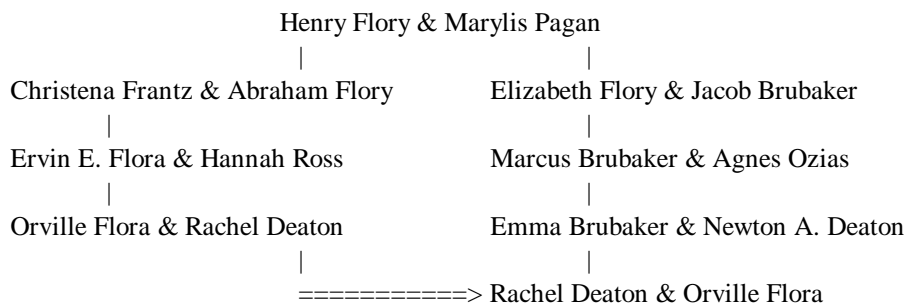 Henry Flory & Marylis Pagan
| |
Christena Frantz & Abraham Flory Elizabeth Flory & Jacob Brubaker
| |
Ervin E. Flora & Hannah Ross Marcus Brubaker & Agnes Ozias
| |
Orville Flora & Rachel Deaton Emma Brubaker & Newton A. Deaton
| |
===========> Rachel Deaton & Orville Flora